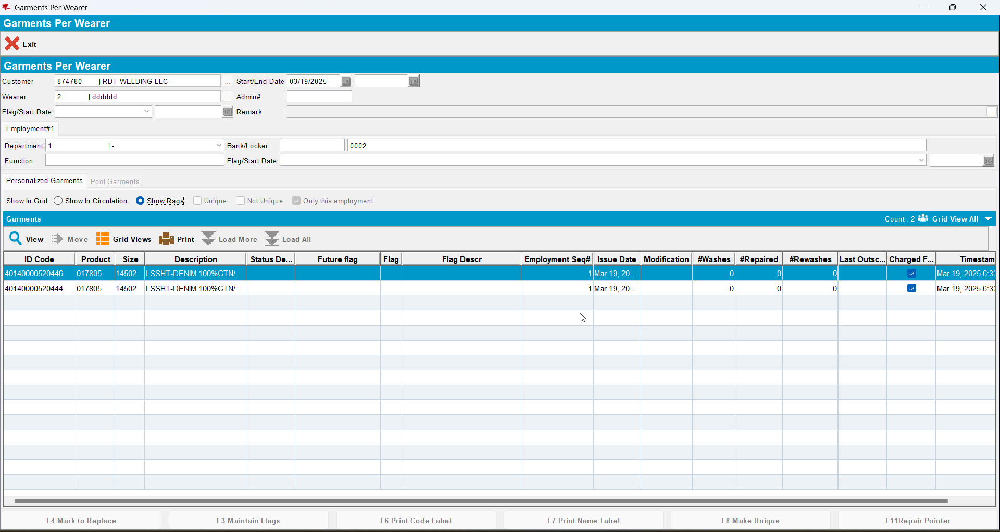 Garments Per Wearer
Garments Per Wearer
Exit
Garments Per Wearer
Customer 874780 | RDT WELDING LLC ... Start/End Date 03/19/2025 16 16
Wearer 2 | dddddd ... Admin#
Flag/Start Date 16 Remark ...
Employment#1
Department 1 | - Bank/Locker 0002
Function Flag/Start Date 16
Personalized Garments Pool Garments
Show In Grid Show In Circulation Show Rags Unique Not Unique Only this employment
Garments Count : 2 Grid View All
View Move Grid Views Print Load More Load All
ID Code Product Size Description Status De... Future flag Flag Flag Descr Employment Seq# Issue Date Modification #Washes #Repaired #Rewashes Last Outsc... Charged F... Timestam
40140000520446 017805 14502 LSSHT-DENIM 100%CTN/... 1 Mar 19, 20... 0 0 0 Mar 19, 2025 6:33
40140000520444 017805 14502 LSSHT-DENIM 100%CTN/... 1 Mar 19, 20... 0 0 0 Mar 19, 2025 6:33
F4 Mark to Replace F3 Maintain Flags F6 Print Code Label F7 Print Name Label F8 Make Unique F11Repair Pointer